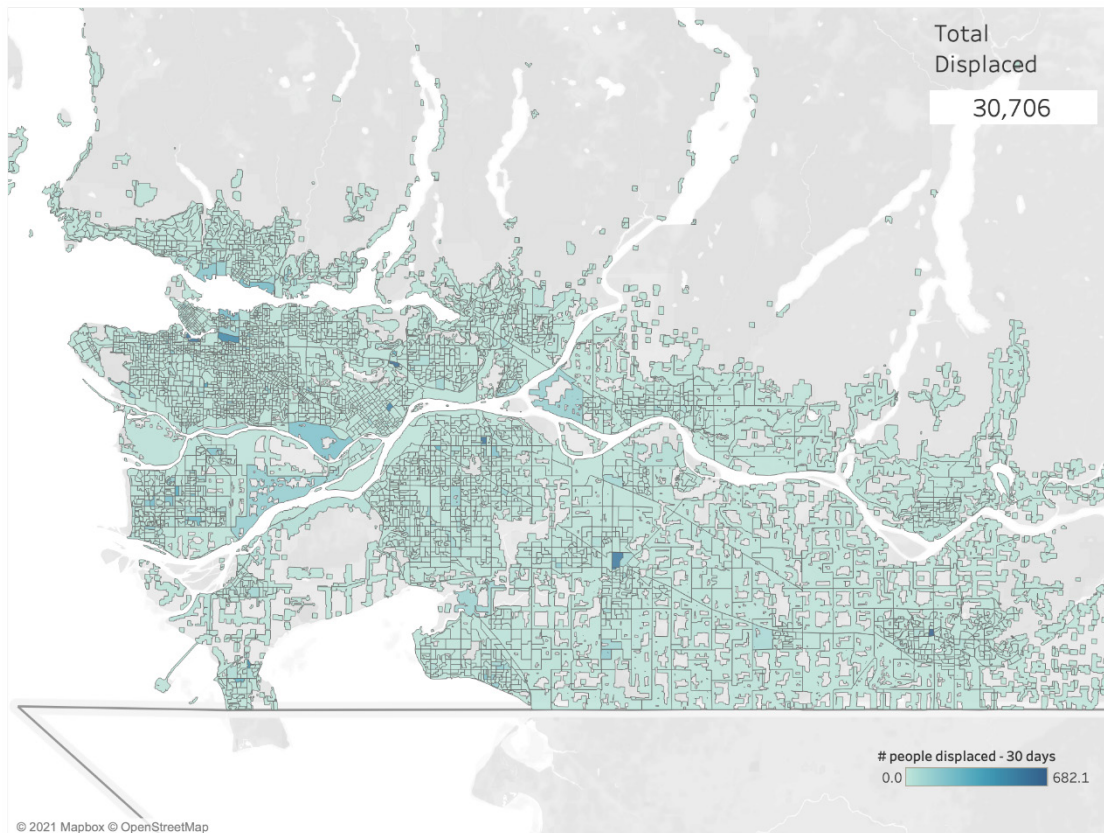 Total
Displaced
30,706
# people displaced - 30 days
0.0 682.1
© 2021 Mapbox © OpenStreetMap